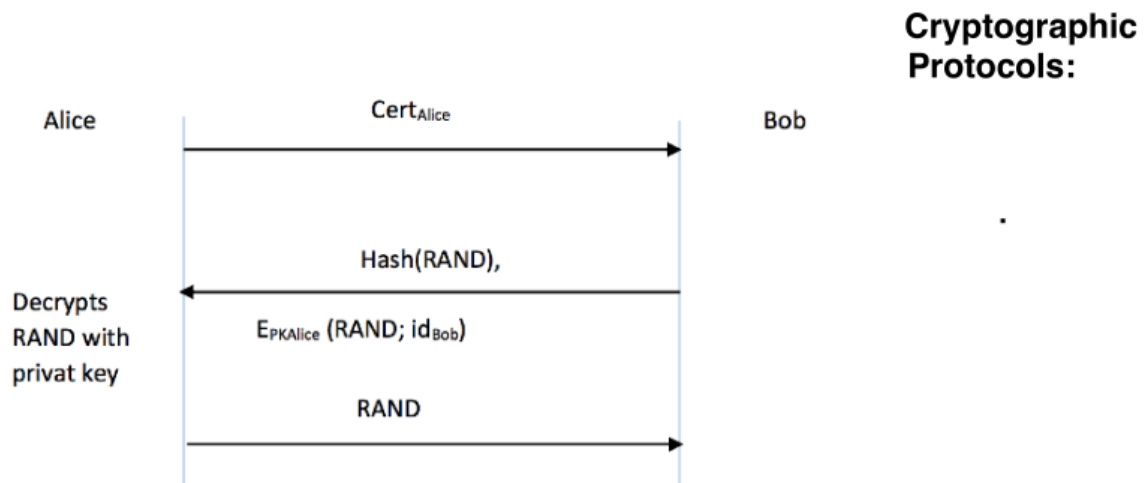 Cryptographic
Protocols:
Alice
Cert_Alice
Bob
.
Hash(RAND),
Decrypts
RAND with
privat key
E_PKAlice (RAND; id_Bob)
RAND